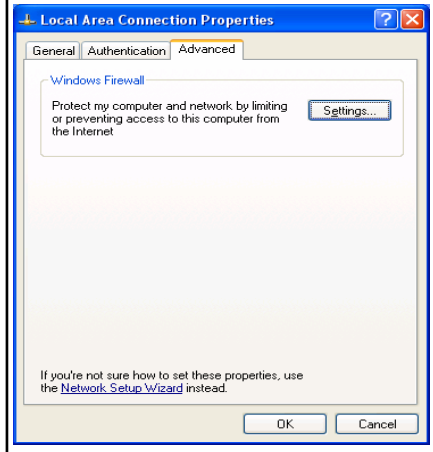 Local Area Connection Properties
General Authentication Advanced
Windows Firewall
Protect my computer and network by limiting
or preventing access to this computer from
the Internet
Settings...
If you're not sure how to set these properties, use
the Network Setup Wizard instead.
OK Cancel